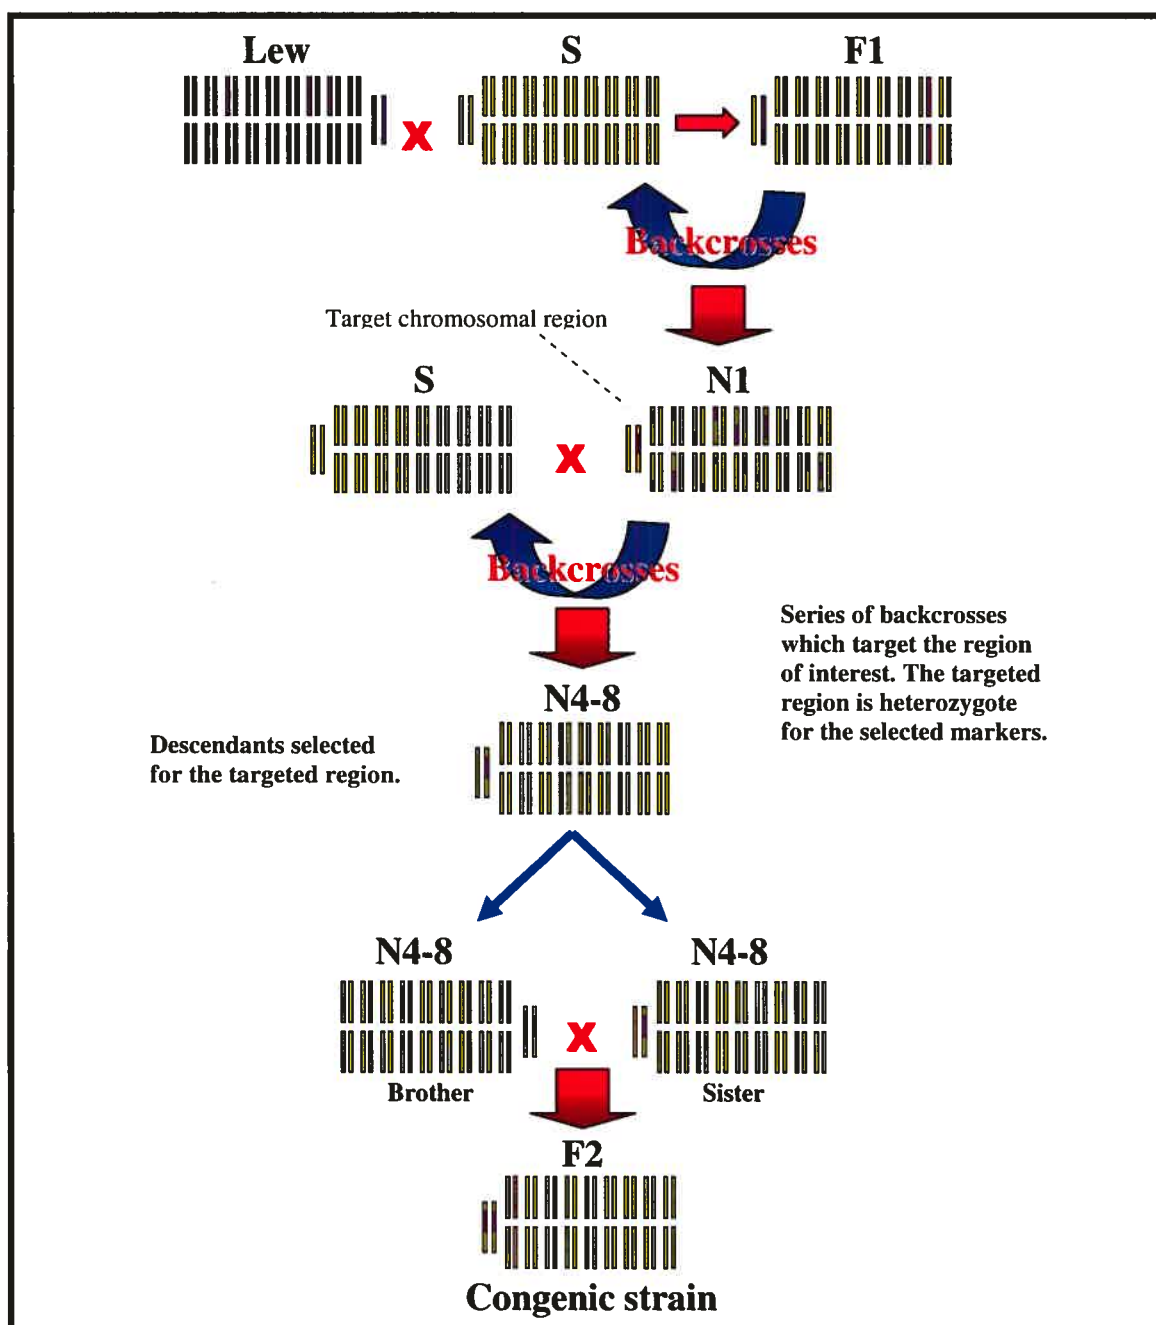 Lew
S
F1
X
Backcrosses
Target chromosomal region
S
N1
X
Backcrosses
Series of backcrosses
which target the region
of interest. The targeted
region is heterozygote
for the selected markers.
N4-8
Descendants selected
for the targeted region.
N4-8
N4-8
X
Brother
Sister
F2
Congenic strain